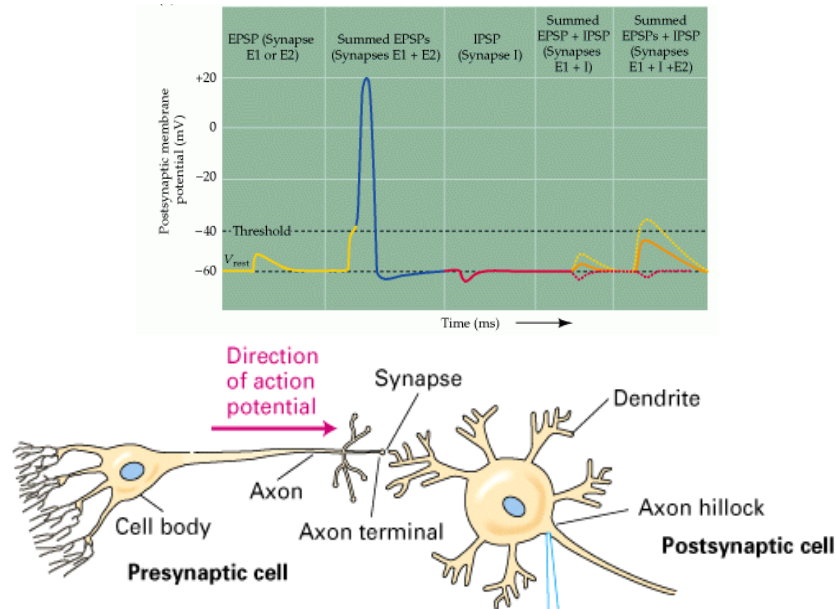 EPSP (Synapse
E1 or E2)
Summed EPSPs
(Synapses E1 + E2)
IPSP
(Synapse I)
Summed
EPSP + IPSP
(Synapses
E1 + I)
Summed
EPSPs + IPSP
(Synapses
E1 + I +E2)
Postsynaptic membrane
potential (mV)
+20
0
−20
−40
−60
Threshold
Vrest
Time (ms)
Direction
of action
potential
Synapse
Dendrite
Axon
Cell body
Axon terminal
Axon hillock
Presynaptic cell
Postsynaptic cell